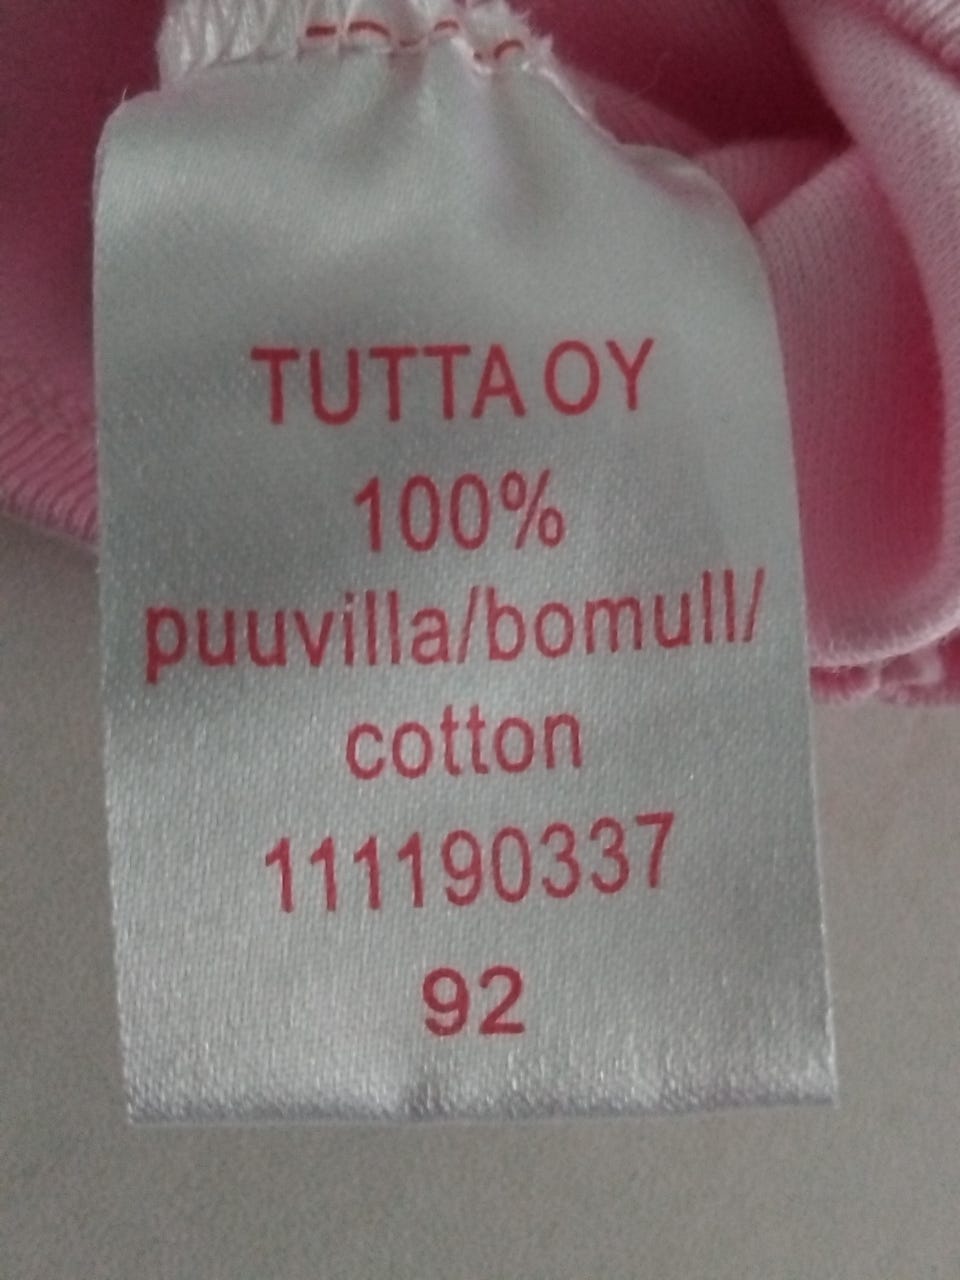 TUTTA OY
100%
puuvilla/bomull/
cotton
111190337
92